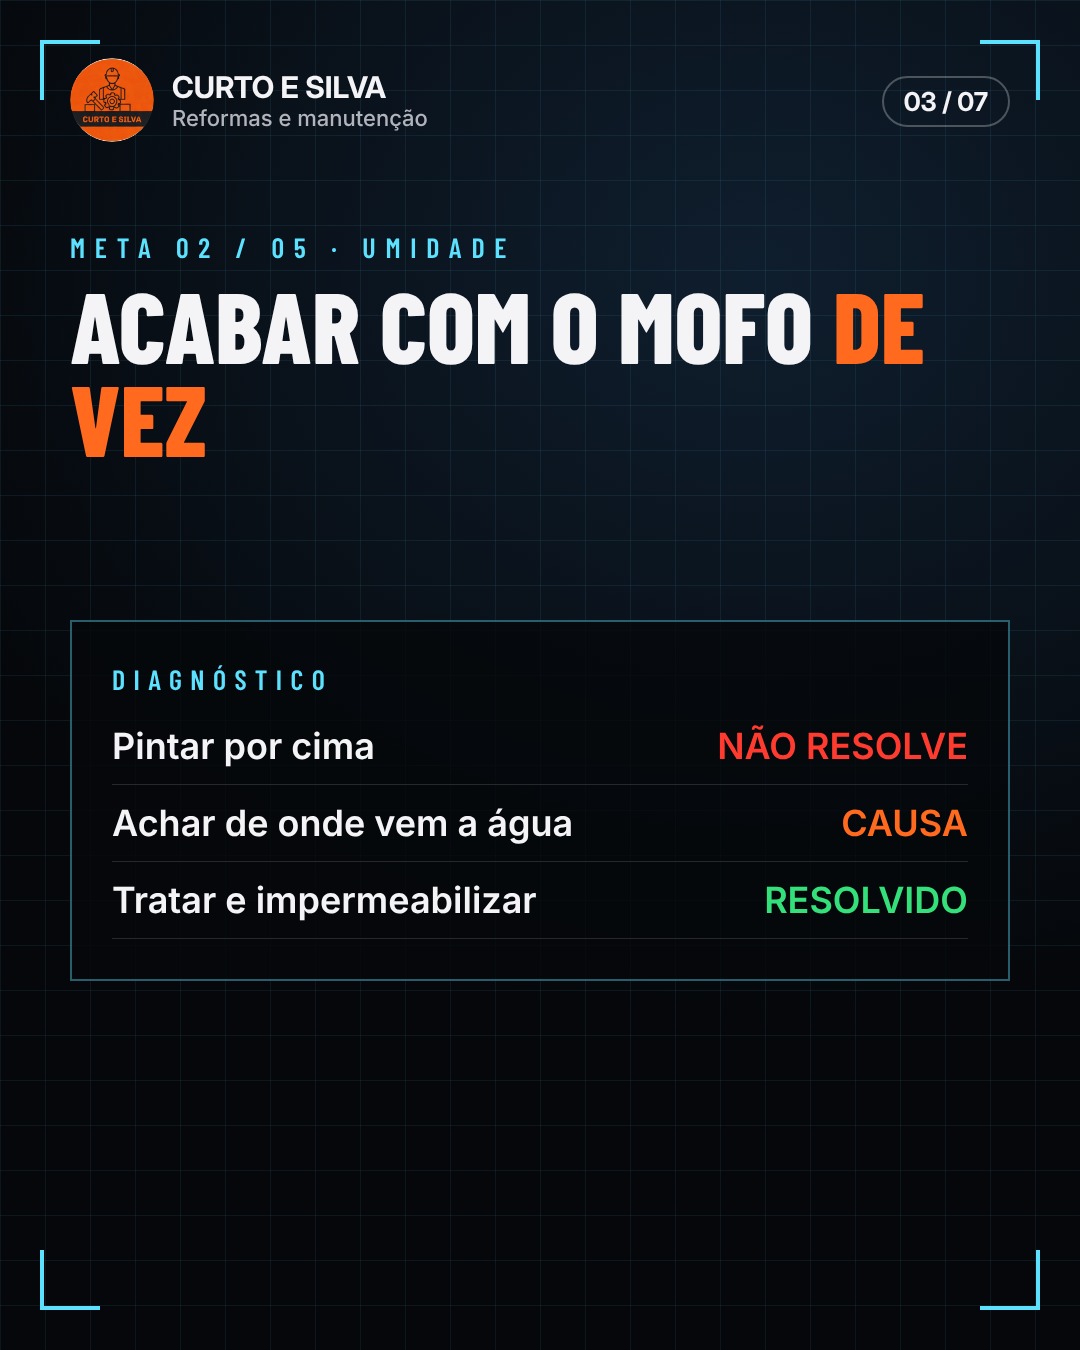 CURTO E SILVA
CURTO E SILVA
Reformas e manutenção
03 / 07
META 02 / 05 · UMIDADE
ACABAR COM O MOFO DE
VEZ
DIAGNÓSTICO
Pintar por cima NÃO RESOLVE
Achar de onde vem a água CAUSA
Tratar e impermeabilizar RESOLVIDO